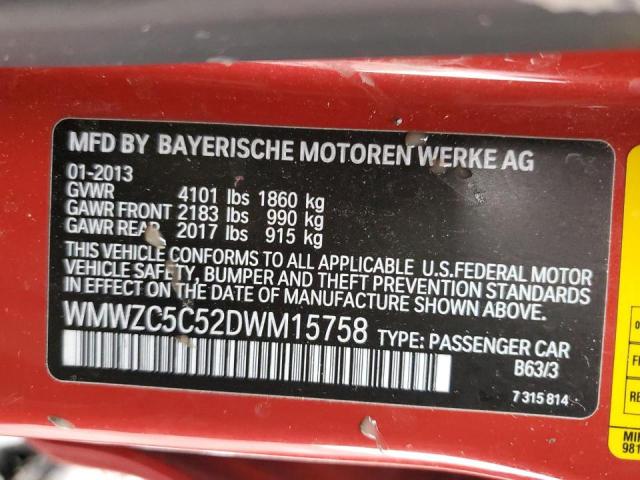 MFD BY BAYERISCHE MOTOREN WERKE AG
01-2013
GVWR 4101 lbs 1860 kg
GAWR FRONT 2183 lbs 990 kg
GAWR REAR 2017 lbs 915 kg
THIS VEHICLE CONFORMS TO ALL APPLICABLE U.S.FEDERAL MOTOR
VEHICLE SAFETY, BUMPER AND THEFT PREVENTION STANDARDS
IN EFFECT ON THE DATE OF MANUFACTURE SHOWN ABOVE.
WMWZC5C52DWM15758 TYPE: PASSENGER CAR
B63/3
7 315 814
RE
MIN
981